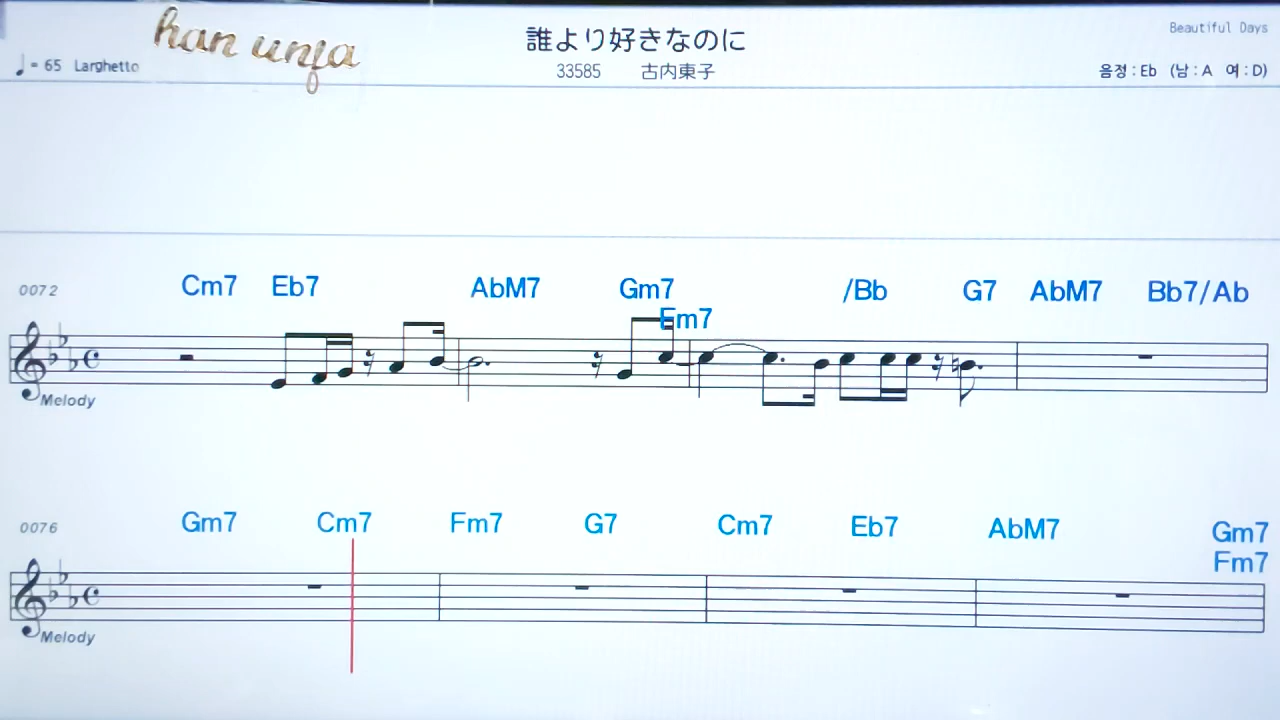 han unja
誰より好きなのに
Beautiful Days
♩= 65 Larghetto
33585 古内東子
음정 : Eb (남 : A 여 : D)
0072 Cm7 Eb7 AbM7 Gm7 /Bb G7 AbM7 Bb7/Ab
Fm7
Melody
0076 Gm7 Cm7 Fm7 G7 Cm7 Eb7 AbM7 Gm7
Fm7
Melody